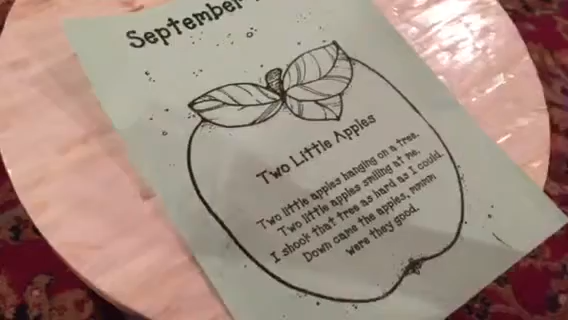 September
Two Little Apples
Two little apples hanging on a tree.
Two little apples smiling at me.
I shook that tree as hard as I could.
Down came the apples, mmmm
were they good.